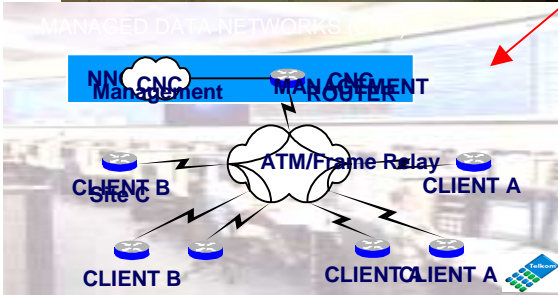 MANAGED DATA NETWORKS
NN
CNC
Management
CNC
MANAGEMENT
ROUTER
ATM/Frame Relay
CLIENT B
Site C
CLIENT A
CLIENT B
CLIENT A
CLIENT A
Telkom